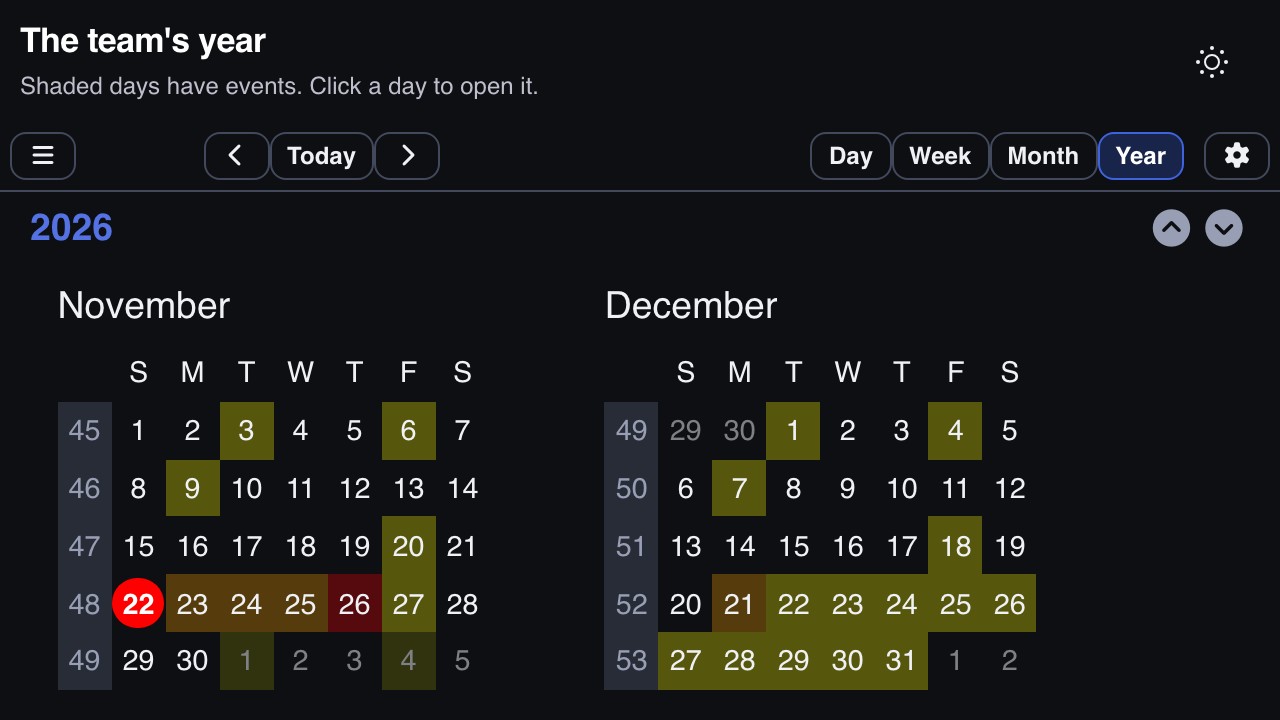 The team's year
Shaded days have events. Click a day to open it.
Today
Day Week Month Year
2026
November
S M T W T F S
45 1 2 3 4 5 6 7
46 8 9 10 11 12 13 14
47 15 16 17 18 19 20 21
48 22 23 24 25 26 27 28
49 29 30 1 2 3 4 5
December
S M T W T F S
49 29 30 1 2 3 4 5
50 6 7 8 9 10 11 12
51 13 14 15 16 17 18 19
52 20 21 22 23 24 25 26
53 27 28 29 30 31 1 2